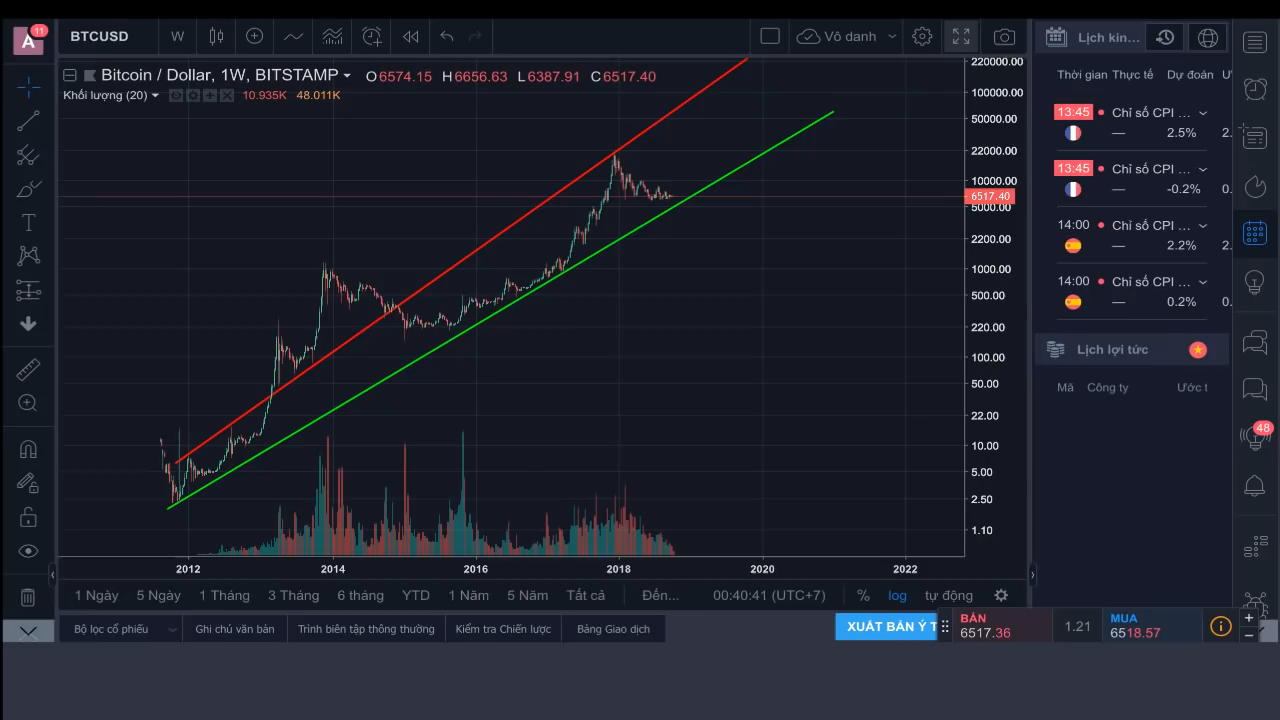 A 11
BTCUSD W Vô danh
Bitcoin / Dollar, 1W, BITSTAMP O6574.15 H6656.63 L6387.91 C6517.40
Khối lượng (20) 10.935K 48.011K
220000.00
100000.00
50000.00
22000.00
10000.00
6517.40
5000.00
2200.00
1000.00
500.00
220.00
100.00
50.00
22.00
10.00
5.00
2.50
1.10
2012 2014 2016 2018 2020 2022
1 Ngày 5 Ngày 1 Tháng 3 Tháng 6 tháng YTD 1 Năm 5 Năm Tất cả Đến... 00:40:41 (UTC+7) % log tự động
Bộ lọc cổ phiếu Ghi chú văn bản Trình biên tập thông thường Kiểm tra Chiến lược Bảng Giao dịch
XUẤT BẢN Ý T
BÁN
6517.36
1.21
MUA
6518.57
Lịch kin...
Thời gian Thực tế Dự đoán Ư
13:45 Chỉ số CPI ...
— 2.5% 2.
13:45 Chỉ số CPI ...
— -0.2% 0.
14:00 Chỉ số CPI ...
— 2.2% 2.
14:00 Chỉ số CPI ...
— 0.2% 0.
Lịch lợi tức
Mã Công ty Ước t
48